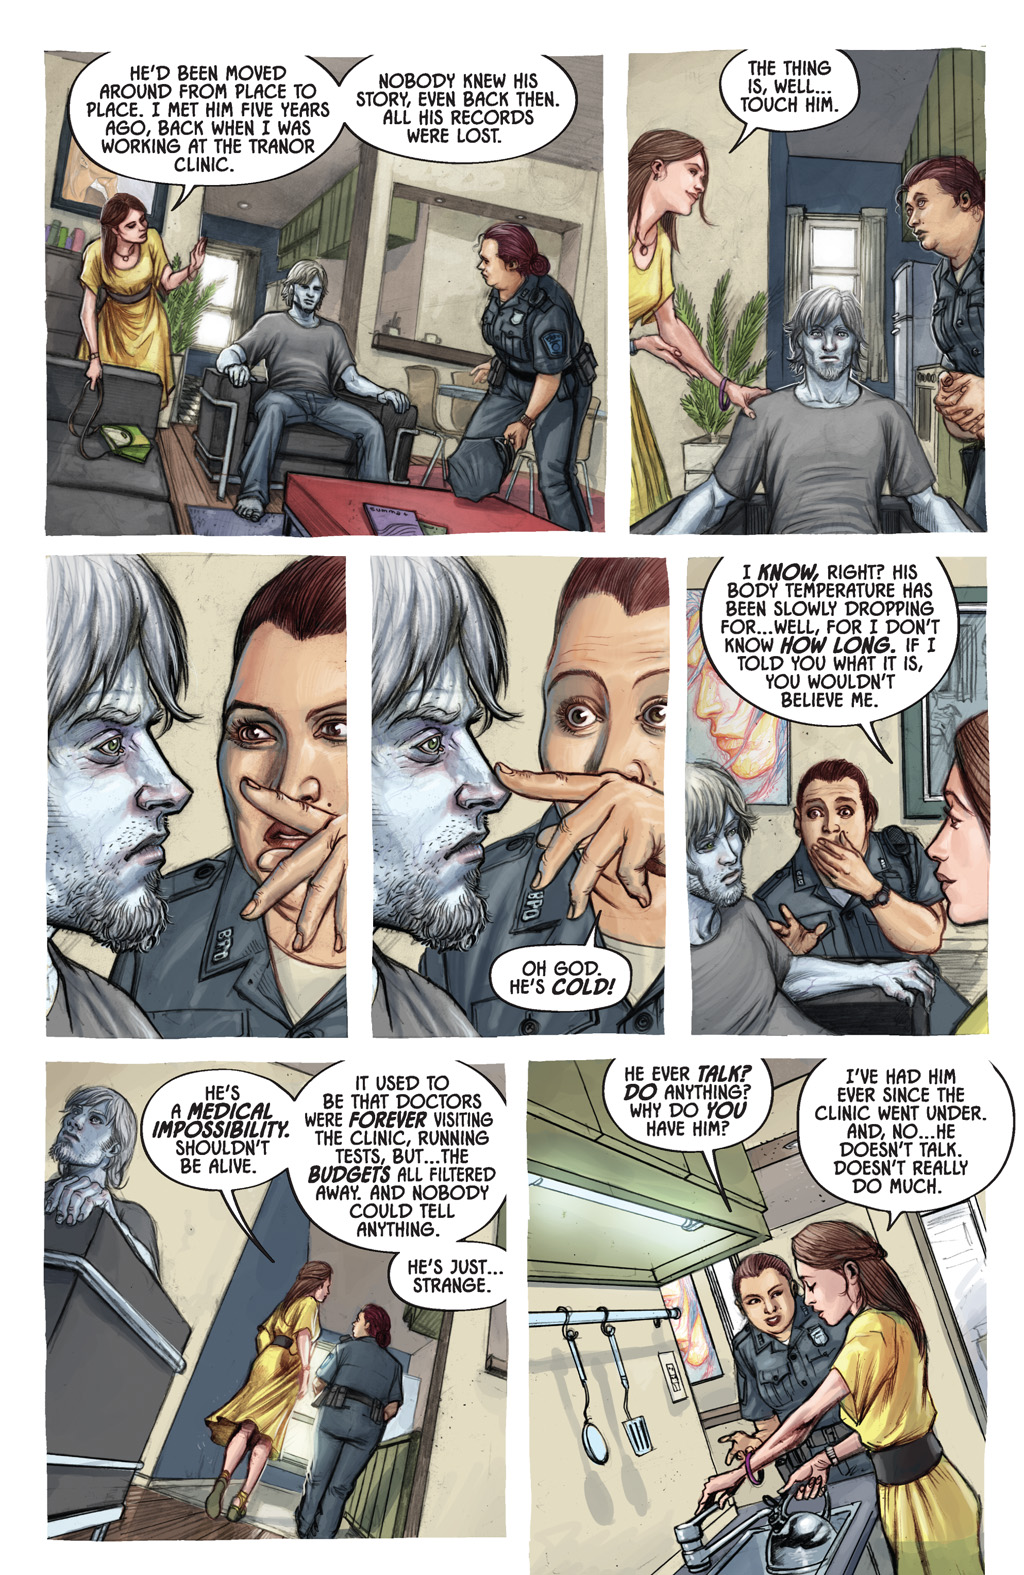 HE'D BEEN MOVED
AROUND FROM PLACE TO
PLACE. I MET HIM FIVE YEARS
AGO, BACK WHEN I WAS
WORKING AT THE TRANOR
CLINIC.
NOBODY KNEW HIS
STORY, EVEN BACK THEN.
ALL HIS RECORDS
WERE LOST.
THE THING
IS, WELL...
TOUCH HIM.
BPD
BPD
OH GOD.
HE'S COLD!
I KNOW, RIGHT? HIS
BODY TEMPERATURE HAS
BEEN SLOWLY DROPPING
FOR...WELL, FOR I DON'T
KNOW HOW LONG. IF I
TOLD YOU WHAT IT IS,
YOU WOULDN'T
BELIEVE ME.
HE'S
A MEDICAL
IMPOSSIBILITY.
SHOULDN'T
BE ALIVE.
IT USED TO
BE THAT DOCTORS
WERE FOREVER VISITING
THE CLINIC, RUNNING
TESTS, BUT...THE
BUDGETS ALL FILTERED
AWAY. AND NOBODY
COULD TELL
ANYTHING.
HE'S JUST...
STRANGE.
HE EVER TALK?
DO ANYTHING?
WHY DO YOU
HAVE HIM?
I'VE HAD HIM
EVER SINCE THE
CLINIC WENT UNDER.
AND, NO...HE
DOESN'T TALK.
DOESN'T REALLY
DO MUCH.